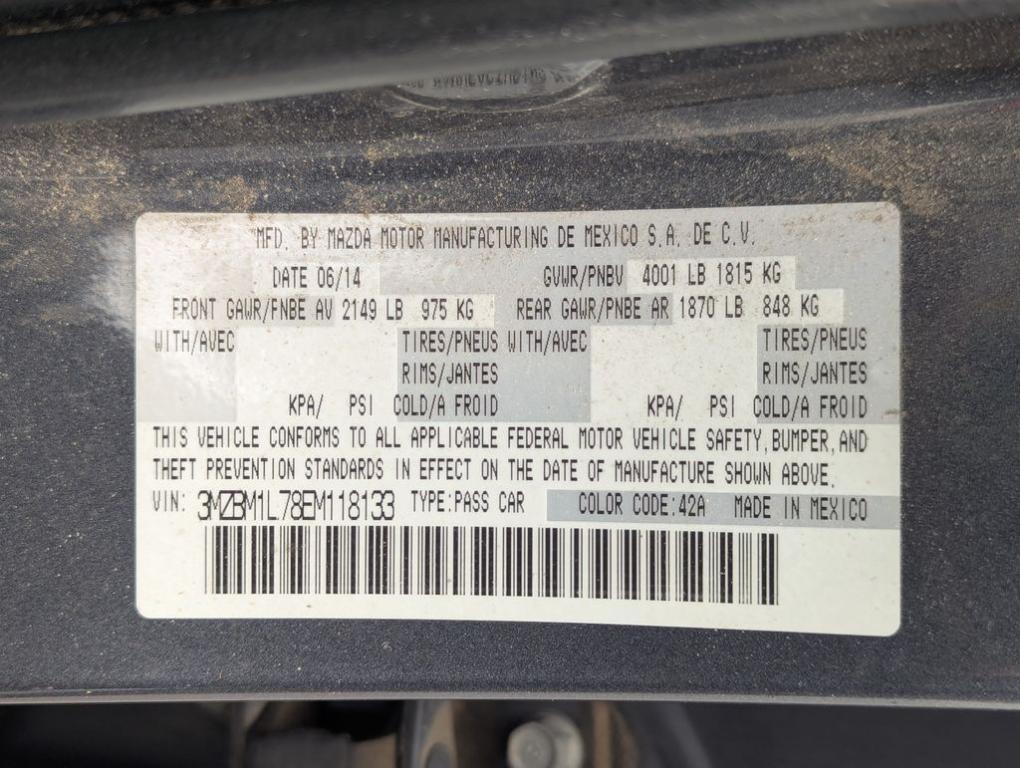 MFD. BY MAZDA MOTOR MANUFACTURING DE MEXICO S.A. DE C.V.
DATE 06/14 GVWR/PNBV 4001 LB 1815 KG
FRONT GAWR/PNBE AV 2149 LB 975 KG REAR GAWR/PNBE AR 1870 LB 848 KG
WITH/AVEC TIRES/PNEUS WITH/AVEC TIRES/PNEUS
RIMS/JANTES RIMS/JANTES
KPA/ PSI COLD/A FROID KPA/ PSI COLD/A FROID
THIS VEHICLE CONFORMS TO ALL APPLICABLE FEDERAL MOTOR VEHICLE SAFETY, BUMPER, AND
THEFT PREVENTION STANDARDS IN EFFECT ON THE DATE OF MANUFACTURE SHOWN ABOVE.
VIN: 3MZBM1L78EM118133 TYPE:PASS CAR COLOR CODE:42A MADE IN MEXICO